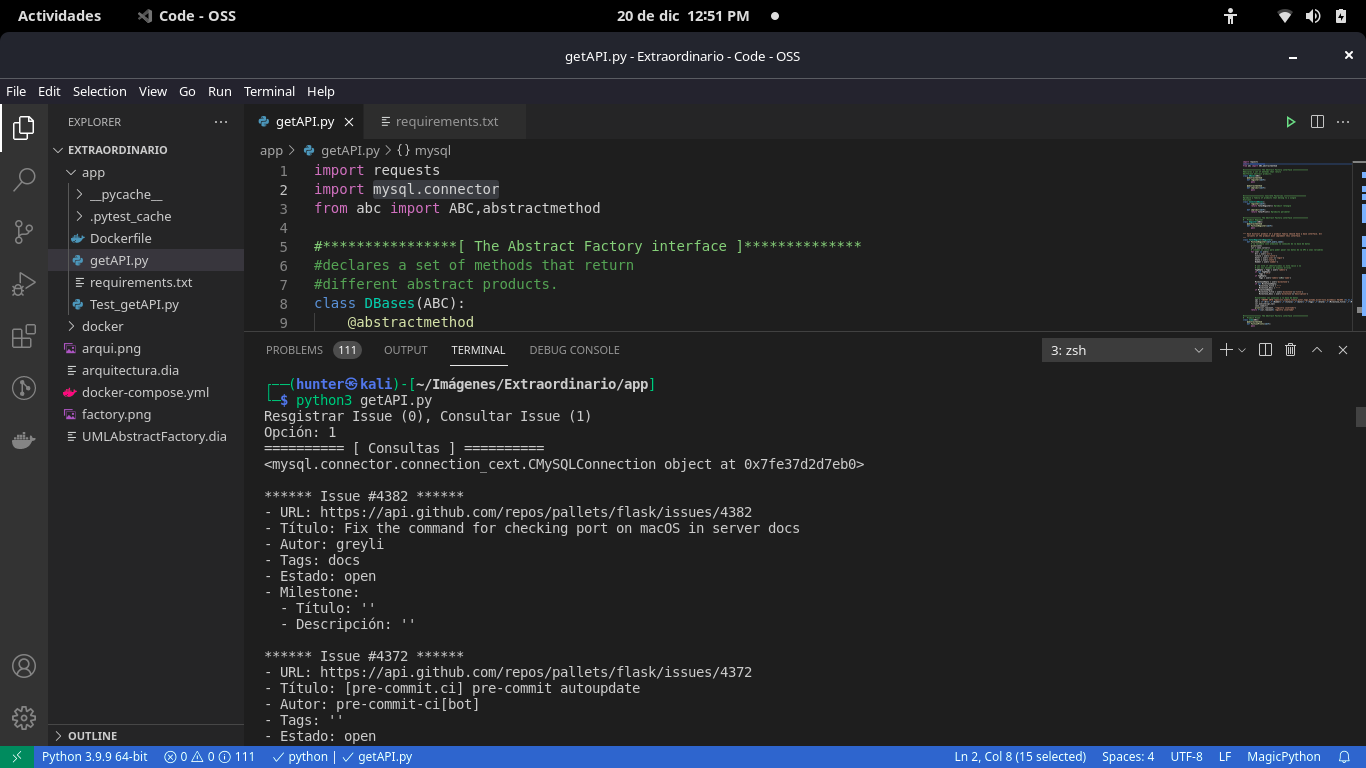 Actividades
Code - OSS
20 de dic 12:51 PM
getAPI.py - Extraordinario - Code - OSS
File Edit Selection View Go Run Terminal Help
EXPLORER
EXTRAORDINARIO
app
__pycache__
.pytest_cache
Dockerfile
getAPI.py
requirements.txt
Test_getAPI.py
docker
arqui.png
arquitectura.dia
docker-compose.yml
factory.png
UMLAbstractFactory.dia
OUTLINE
getAPI.py
requirements.txt
app > getAPI.py > {} mysql
1 import requests
2 import mysql.connector
3 from abc import ABC,abstractmethod
4
5 #****************[ The Abstract Factory interface ]**************
6 #declares a set of methods that return
7 #different abstract products.
8 class DBases(ABC):
9 @abstractmethod
PROBLEMS 111 OUTPUT TERMINAL DEBUG CONSOLE
3: zsh
┌──(hunter㉿kali)-[~/Imágenes/Extraordinario/app]
└─$ python3 getAPI.py
Resgistrar Issue (0), Consultar Issue (1)
Opción: 1
========== [ Consultas ] ==========
<mysql.connector.connection_cext.CMySQLConnection object at 0x7fe37d2d7eb0>
****** Issue #4382 ******
- URL: https://api.github.com/repos/pallets/flask/issues/4382
- Título: Fix the command for checking port on macOS in server docs
- Autor: greyli
- Tags: docs
- Estado: open
- Milestone:
- Título: ''
- Descripción: ''
****** Issue #4372 ******
- URL: https://api.github.com/repos/pallets/flask/issues/4372
- Título: [pre-commit.ci] pre-commit autoupdate
- Autor: pre-commit-ci[bot]
- Tags: ''
- Estado: open
Python 3.9.9 64-bit
0 0 111
python | getAPI.py
Ln 2, Col 8 (15 selected)
Spaces: 4
UTF-8
LF
MagicPython